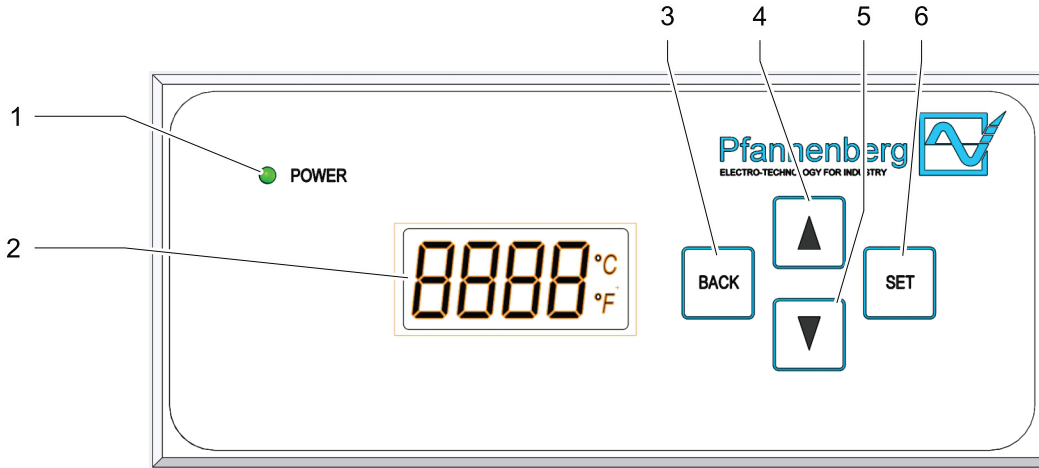 3 4 5 6
1
Pfannenberg
ELECTRO-TECHNOLOGY FOR INDUSTRY
POWER
2
8888 °C
°F
BACK
SET